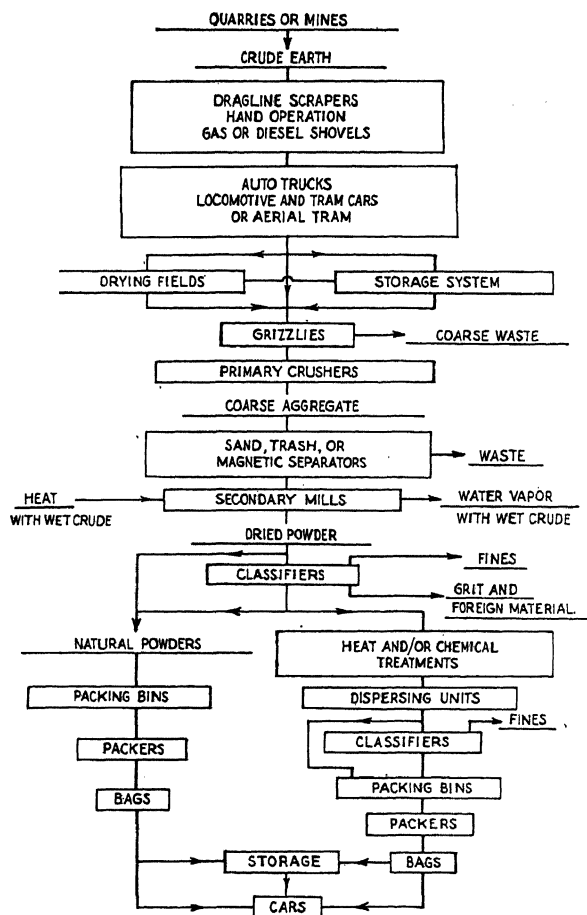 QUARRIES OR MINES
CRUDE EARTH
DRAGLINE SCRAPERS
HAND OPERATION
GAS OR DIESEL SHOVELS
AUTO TRUCKS
LOCOMOTIVE AND TRAM CARS
OR AERIAL TRAM
DRYING FIELDS
STORAGE SYSTEM
GRIZZLIES
COARSE WASTE
PRIMARY CRUSHERS
COARSE AGGREGATE
SAND, TRASH, OR
MAGNETIC SEPARATORS
WASTE
HEAT
WITH WET CRUDE
SECONDARY MILLS
WATER VAPOR
WITH WET CRUDE
DRIED POWDER
CLASSIFIERS
FINES
GRIT AND
FOREIGN MATERIAL.
NATURAL POWDERS
HEAT AND/OR CHEMICAL
TREATMENTS
PACKING BINS
DISPERSING UNITS
FINES
PACKERS
CLASSIFIERS
BAGS
PACKING BINS
PACKERS
STORAGE
BAGS
CARS